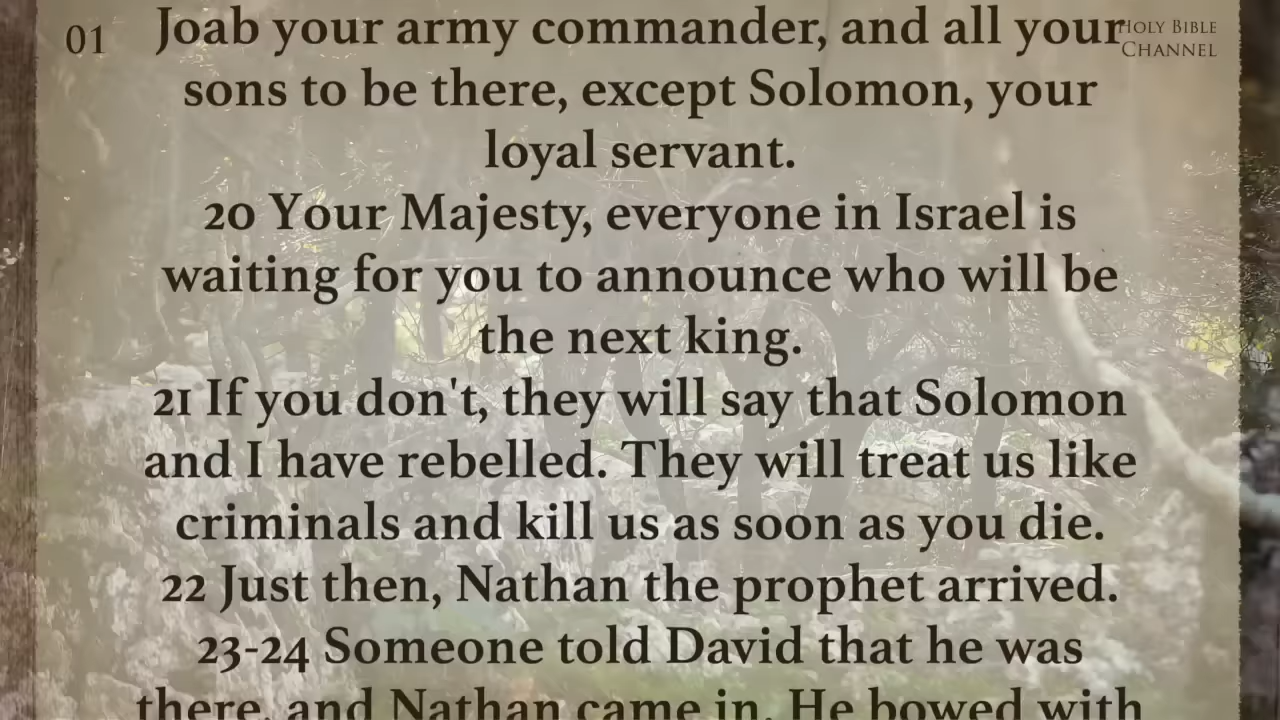 01
Joab your army commander, and all your
HOLY BIBLE
CHANNEL
sons to be there, except Solomon, your
loyal servant.
20 Your Majesty, everyone in Israel is
waiting for you to announce who will be
the next king.
21 If you don't, they will say that Solomon
and I have rebelled. They will treat us like
criminals and kill us as soon as you die.
22 Just then, Nathan the prophet arrived.
23-24 Someone told David that he was
there, and Nathan came in. He bowed with